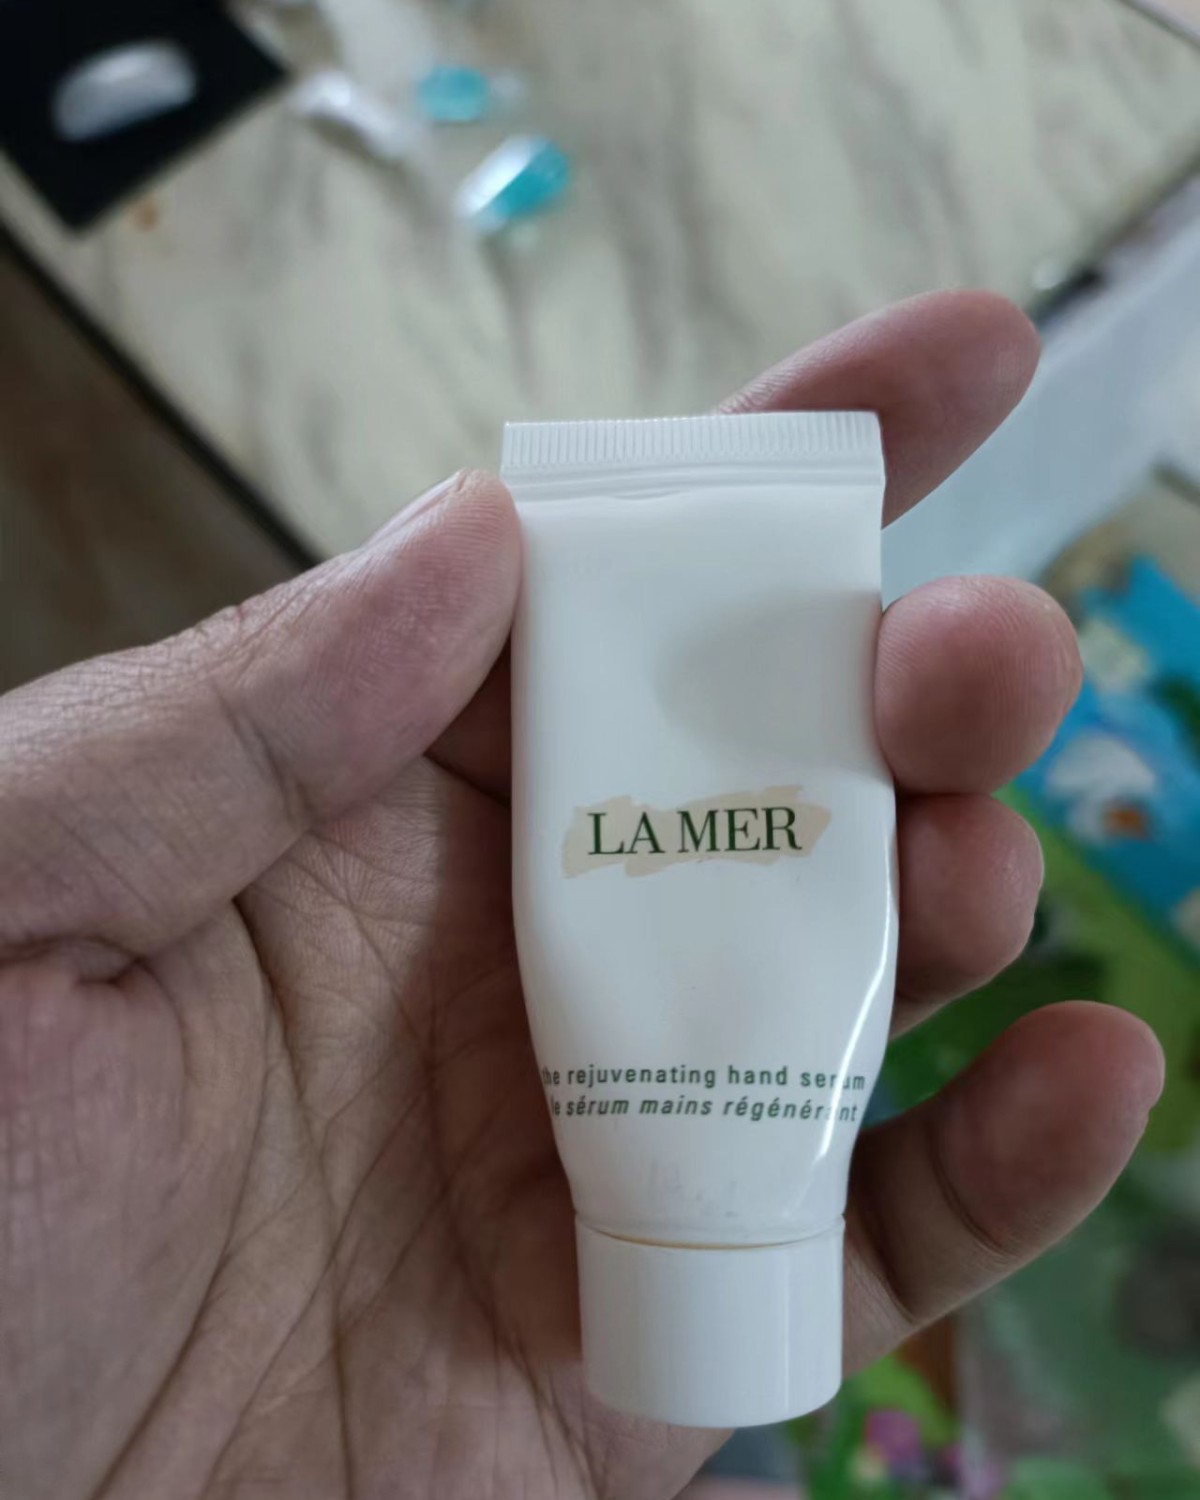 LA MER
the rejuvenating hand serum
le sérum mains régénérant